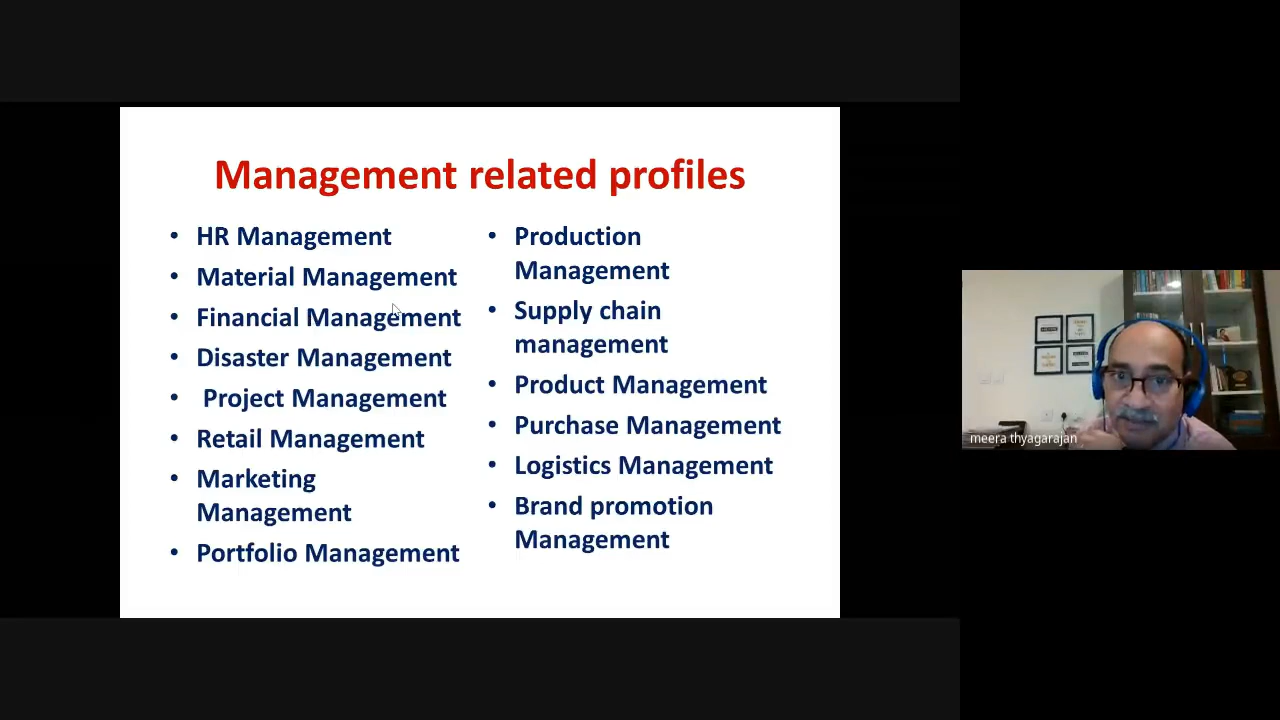 Management related profiles
• HR Management
• Material Management
• Financial Management
• Disaster Management
• Project Management
• Retail Management
• Marketing
Management
• Portfolio Management
• Production
Management
• Supply chain
management
• Product Management
• Purchase Management
• Logistics Management
• Brand promotion
Management
meera thyagarajan